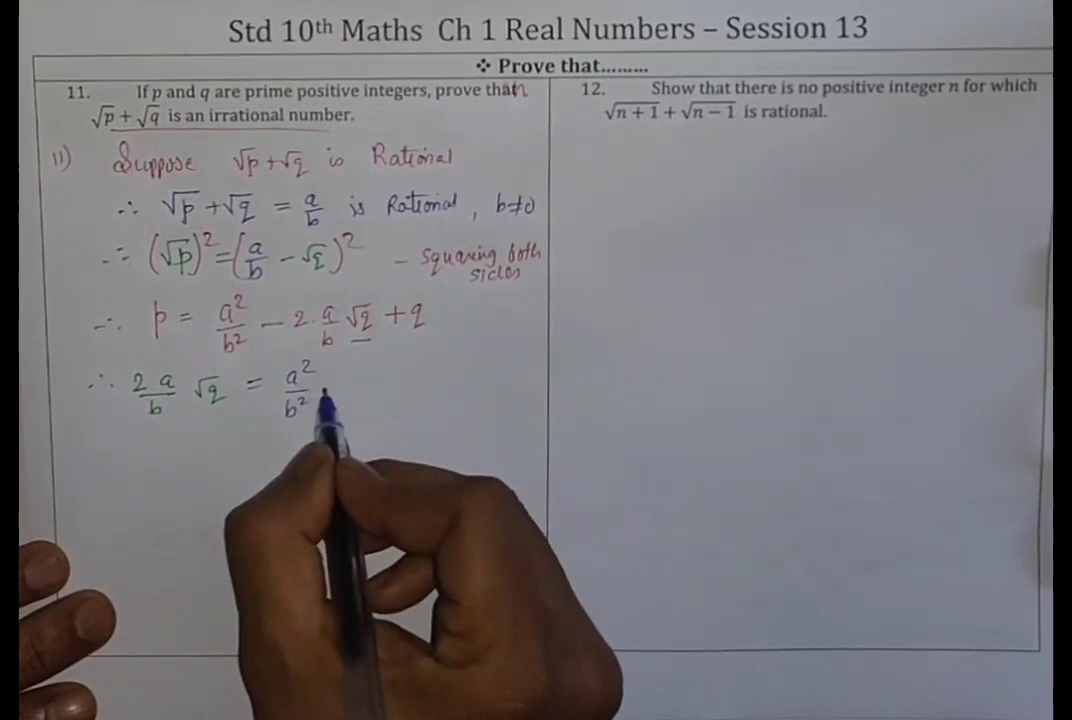 Std 10th Maths Ch 1 Real Numbers – Session 13
❖ Prove that.........
11. If p and q are prime positive integers, prove that
√p + √q is an irrational number.
11) Suppose √p + √q is Rational
∴ √p + √q = a/b is Rational, b≠0
∴ (√p)² = (a/b - √q)² - Squaring both
sides
∴ p = a²/b² - 2. a/b √q + q
∴ 2a/b √q = a²/b²
12. Show that there is no positive integer n for which
√n + 1 + √n − 1 is rational.